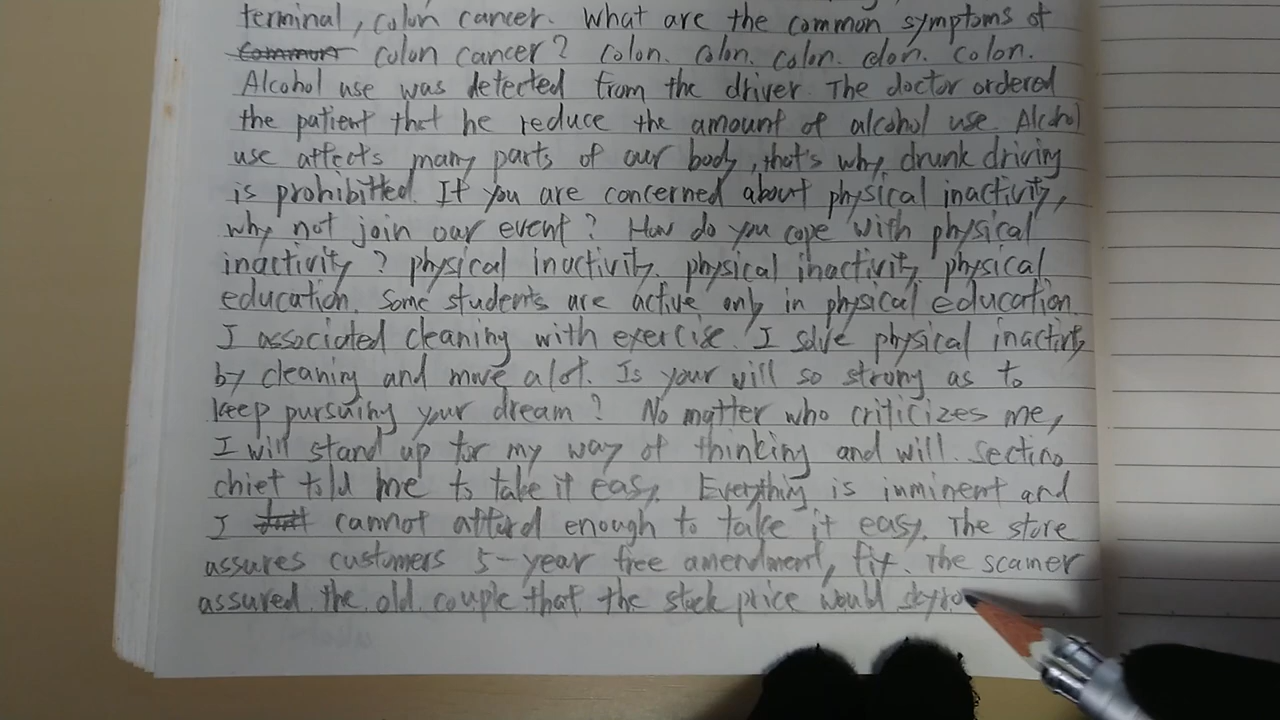 terminal, colon cancer. What are the common symptoms of
common colon cancer? colon. colon. colon. colon. colon.
Alcohol use was detected from the driver. The doctor ordered
the patient that he reduce the amount of alcohol use. Alcohol
use affects many parts of our body, that's why drunk driving
is prohibitted. If you are concerned about physical inactivity,
why not join our event? How do you cope with physical
inactivity? physical inactivity. physical inactivity physical
education. Some students are active only in physical education.
I associated cleaning with exercise. I solve physical inactivity
by cleaning and move alot. Is your will so strong as to
keep pursuing your dream? No matter who criticizes me,
I will stand up for my way of thinking and will. Section
chief told me to take it easy. Everything is imminent and
I cannot afford enough to take it easy. The store
assures customers 5-year free amendment, fix. The scamer
assured the old couple that the stock price would skyro